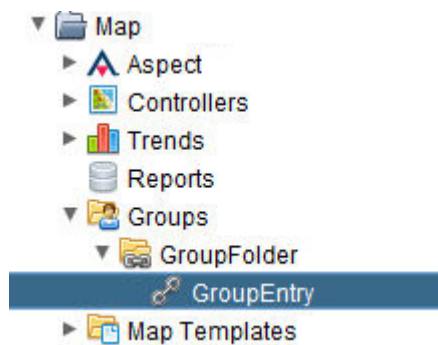 Map
Aspect
Controllers
Trends
Reports
Groups
GroupFolder
GroupEntry
Map Templates